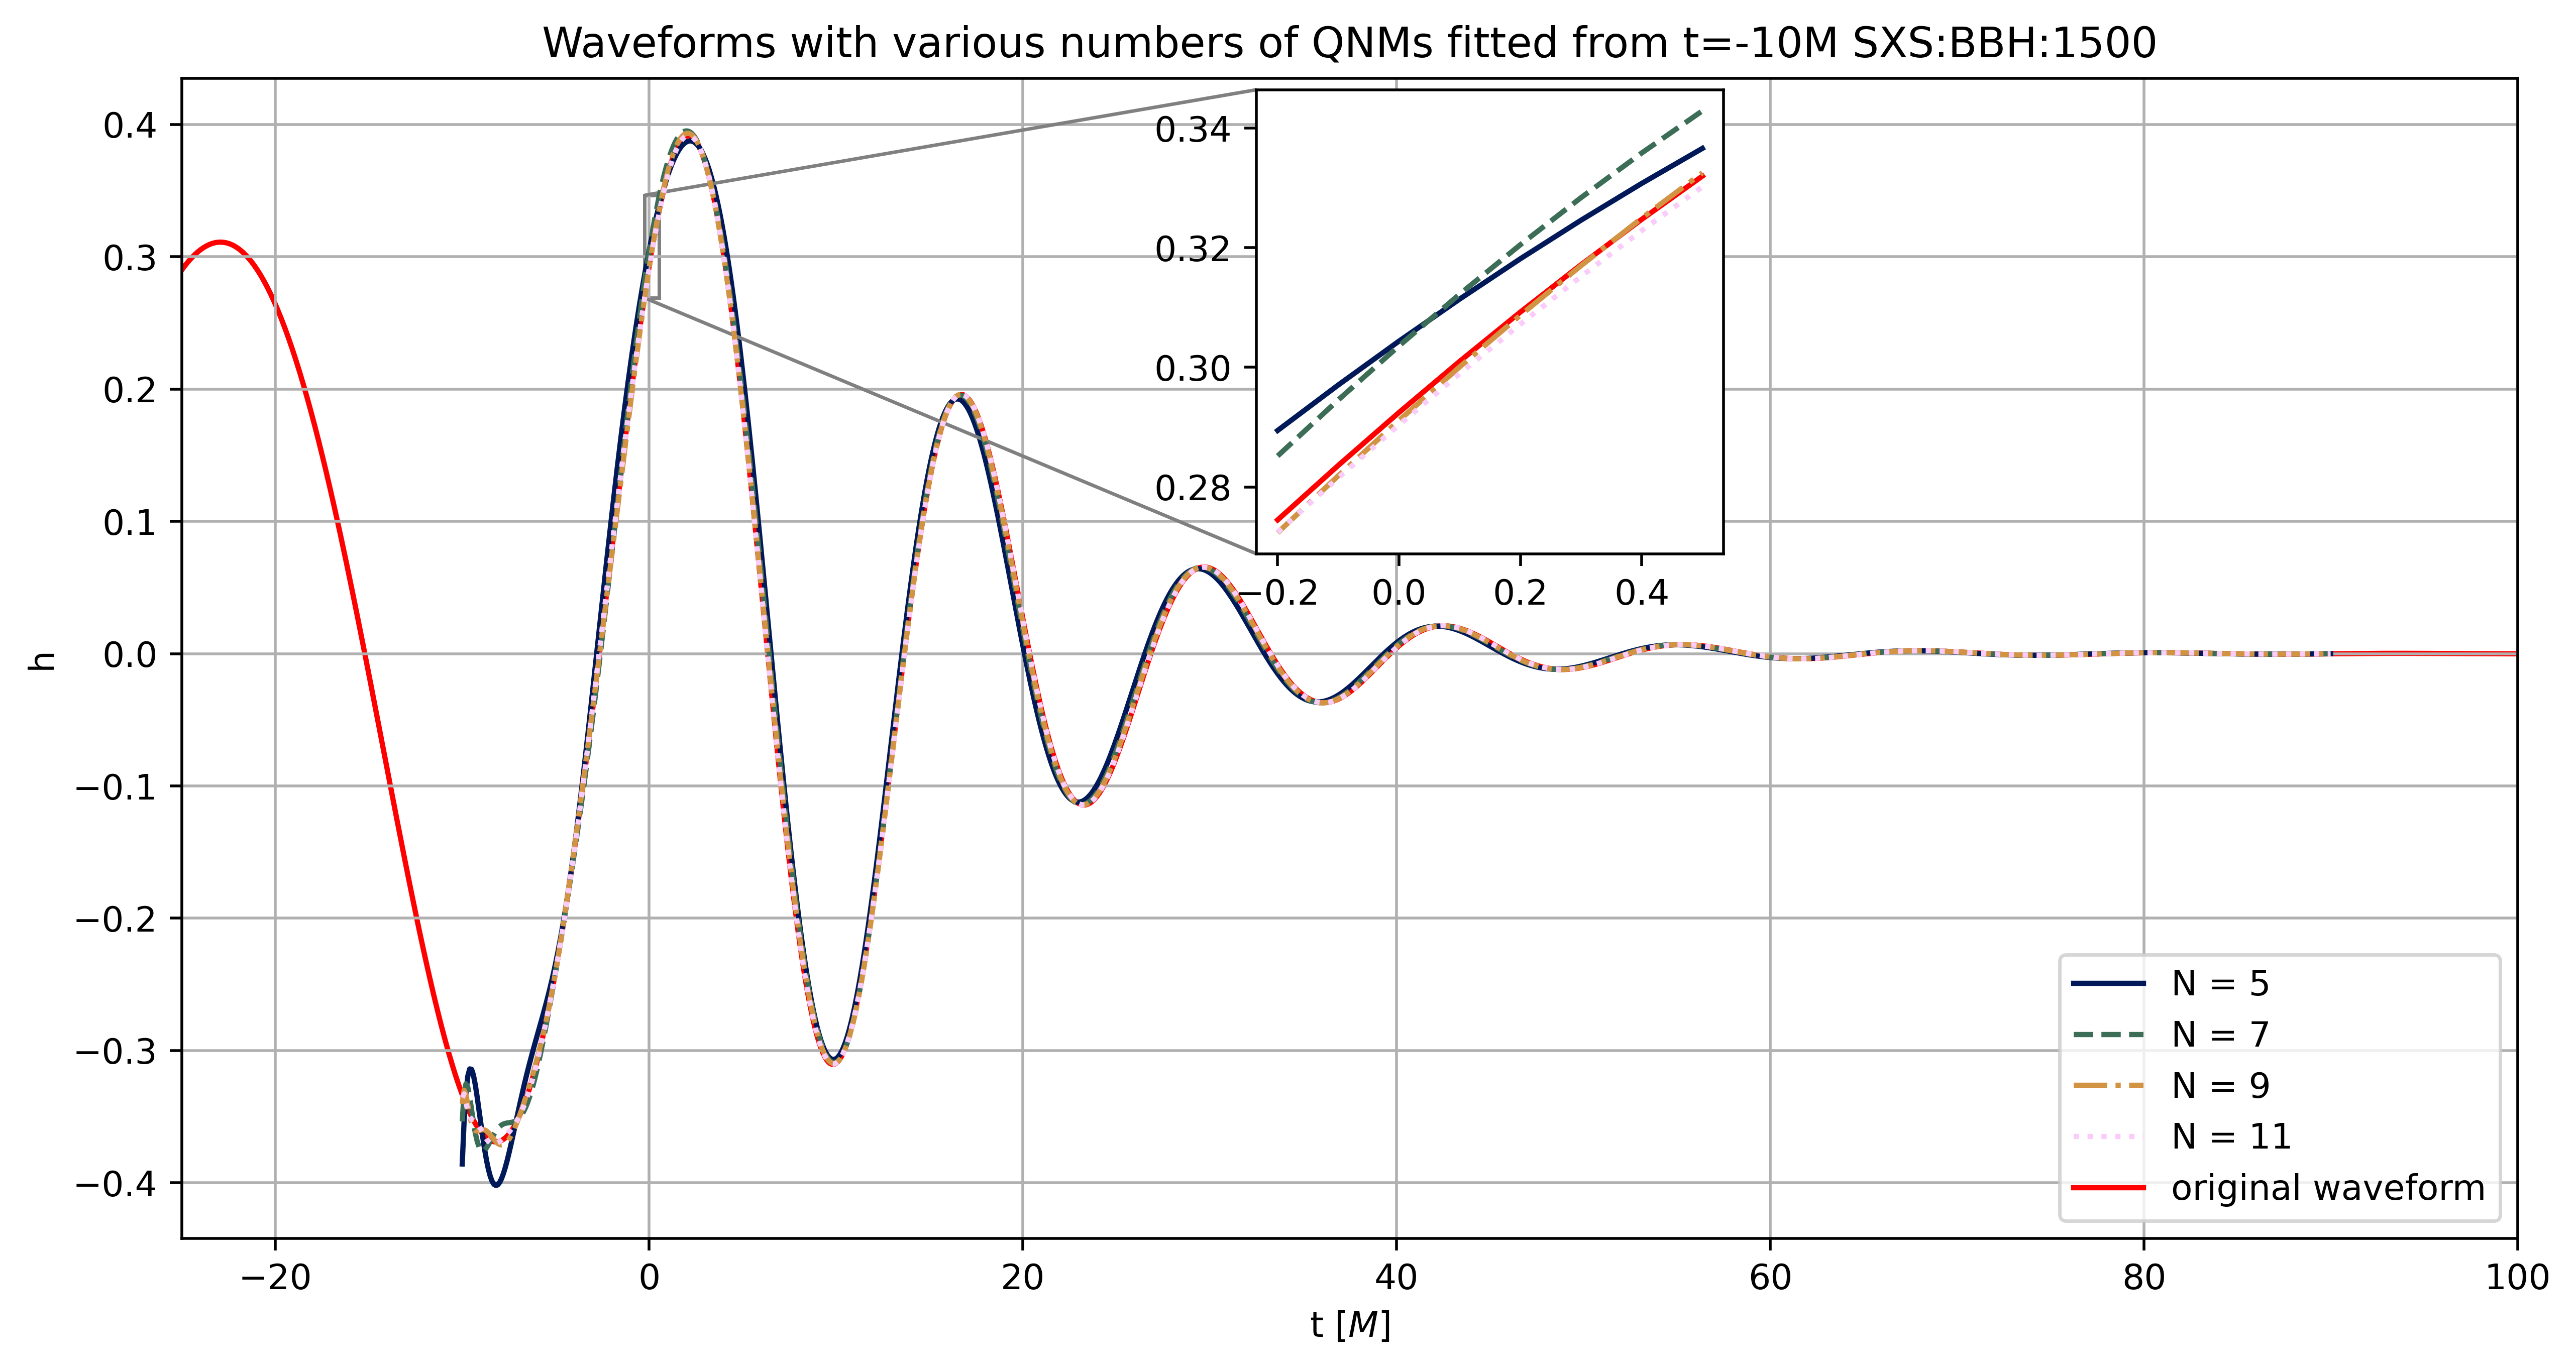 Waveforms with various numbers of QNMs fitted from t=-10M SXS:BBH:1500
0.4
0.3
0.2
0.1
0.0
−0.1
−0.2
−0.3
−0.4
h
0.34
0.32
0.30
0.28
−0.2 0.0 0.2 0.4
N = 5
N = 7
N = 9
N = 11
original waveform
−20 0 20 40 60 80 100
t [M]